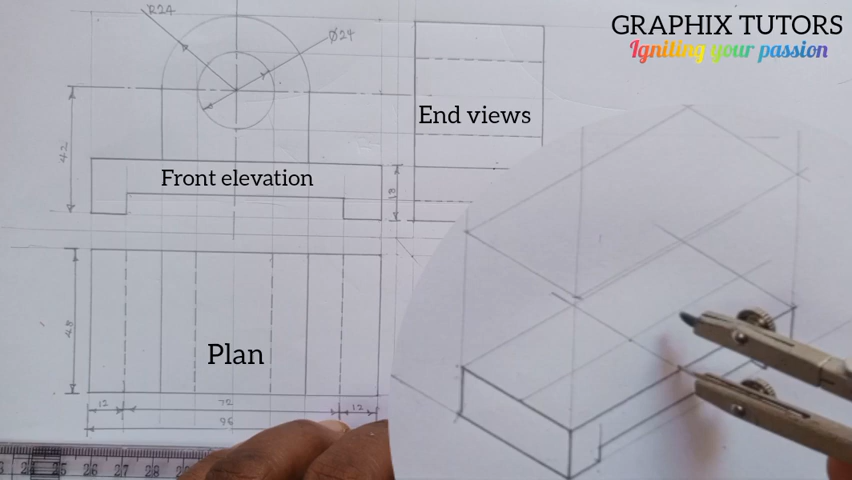 GRAPHIX TUTORS
Igniting your passion
R24
Ø24
End views
42
Front elevation
18
48
Plan
12
72
12
96
25
26
27
28